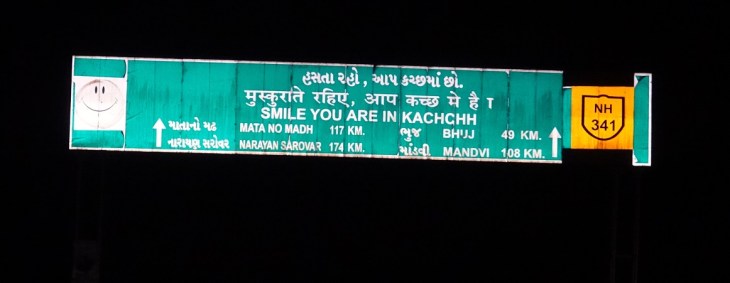 હસતા રહો, આપ કચ્છમાં છો.
मुस्कुराते रहिए, आप कच्छ मे है।
SMILE YOU ARE IN KACHCHH
માતાનો મઢ MATA NO MADH 117 KM. ભુજ BHUJ 49 KM.
નારાયણ સરોવર NARAYAN SAROVAR 174 KM. માંડવી MANDVI 108 KM.
NH
341